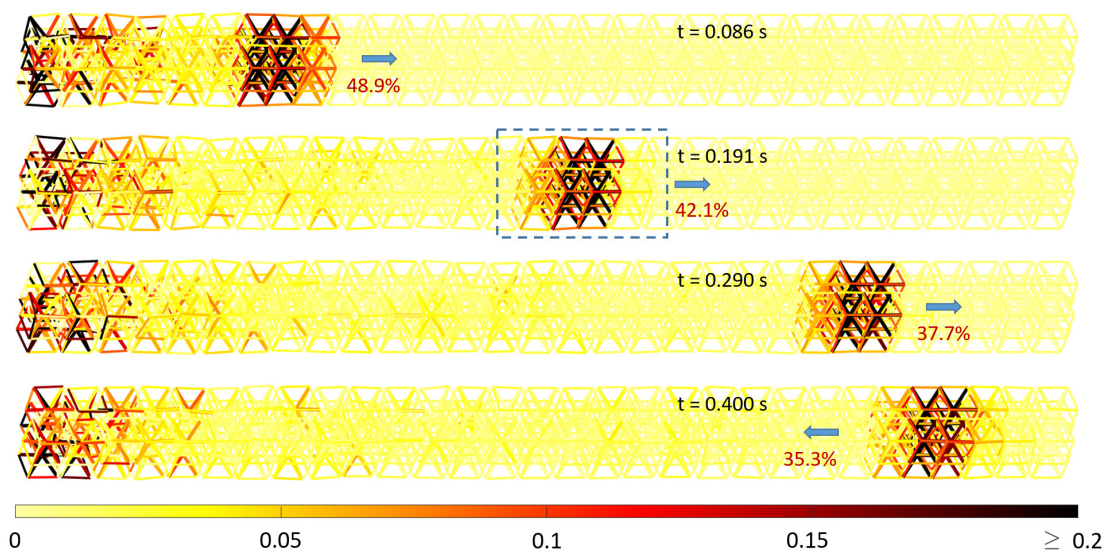 t = 0.086 s
48.9%
t = 0.191 s
42.1%
t = 0.290 s
37.7%
t = 0.400 s
35.3%
0 0.05 0.1 0.15 ≥ 0.2